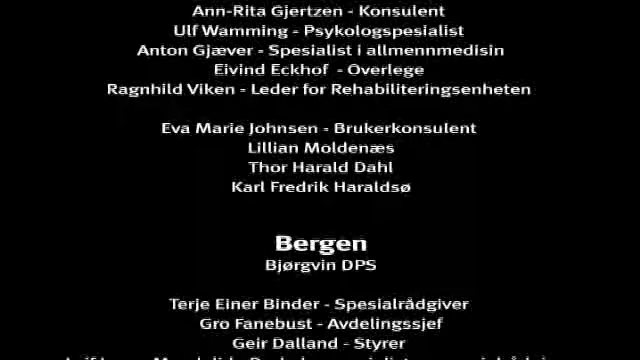 Ann-Rita Gjertzen - Konsulent
Ulf Wamming - Psykologspesialist
Anton Gjæver - Spesialist i allmennmedisin
Eivind Eckhof - Overlege
Ragnhild Viken - Leder for Rehabiliteringsenheten
Eva Marie Johnsen - Brukerkonsulent
Lillian Moldenæs
Thor Harald Dahl
Karl Fredrik Haraldsø
Bergen
Bjørgvin DPS
Terje Einer Binder - Spesialrådgiver
Gro Fanebust - Avdelingssjef
Geir Dalland - Styrer